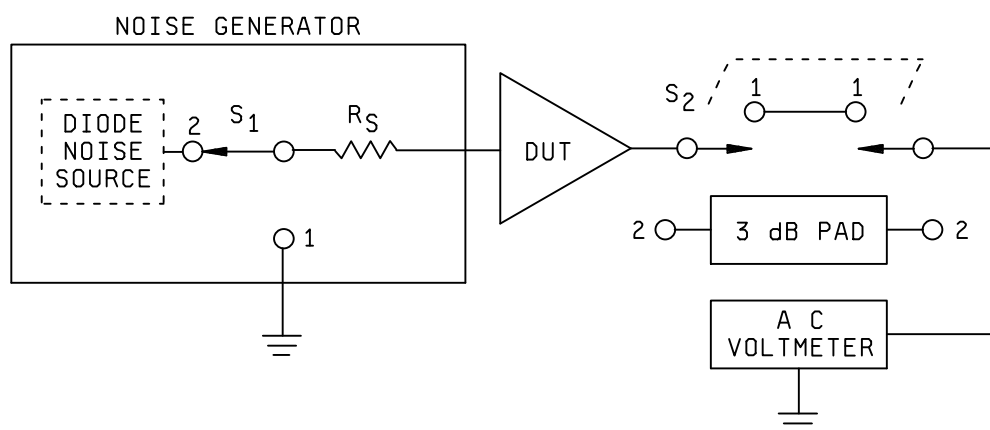 NOISE GENERATOR
DIODE
NOISE
SOURCE
2
S1
RS
1
DUT
S2
1
1
2
3 dB PAD
2
A C
VOLTMETER